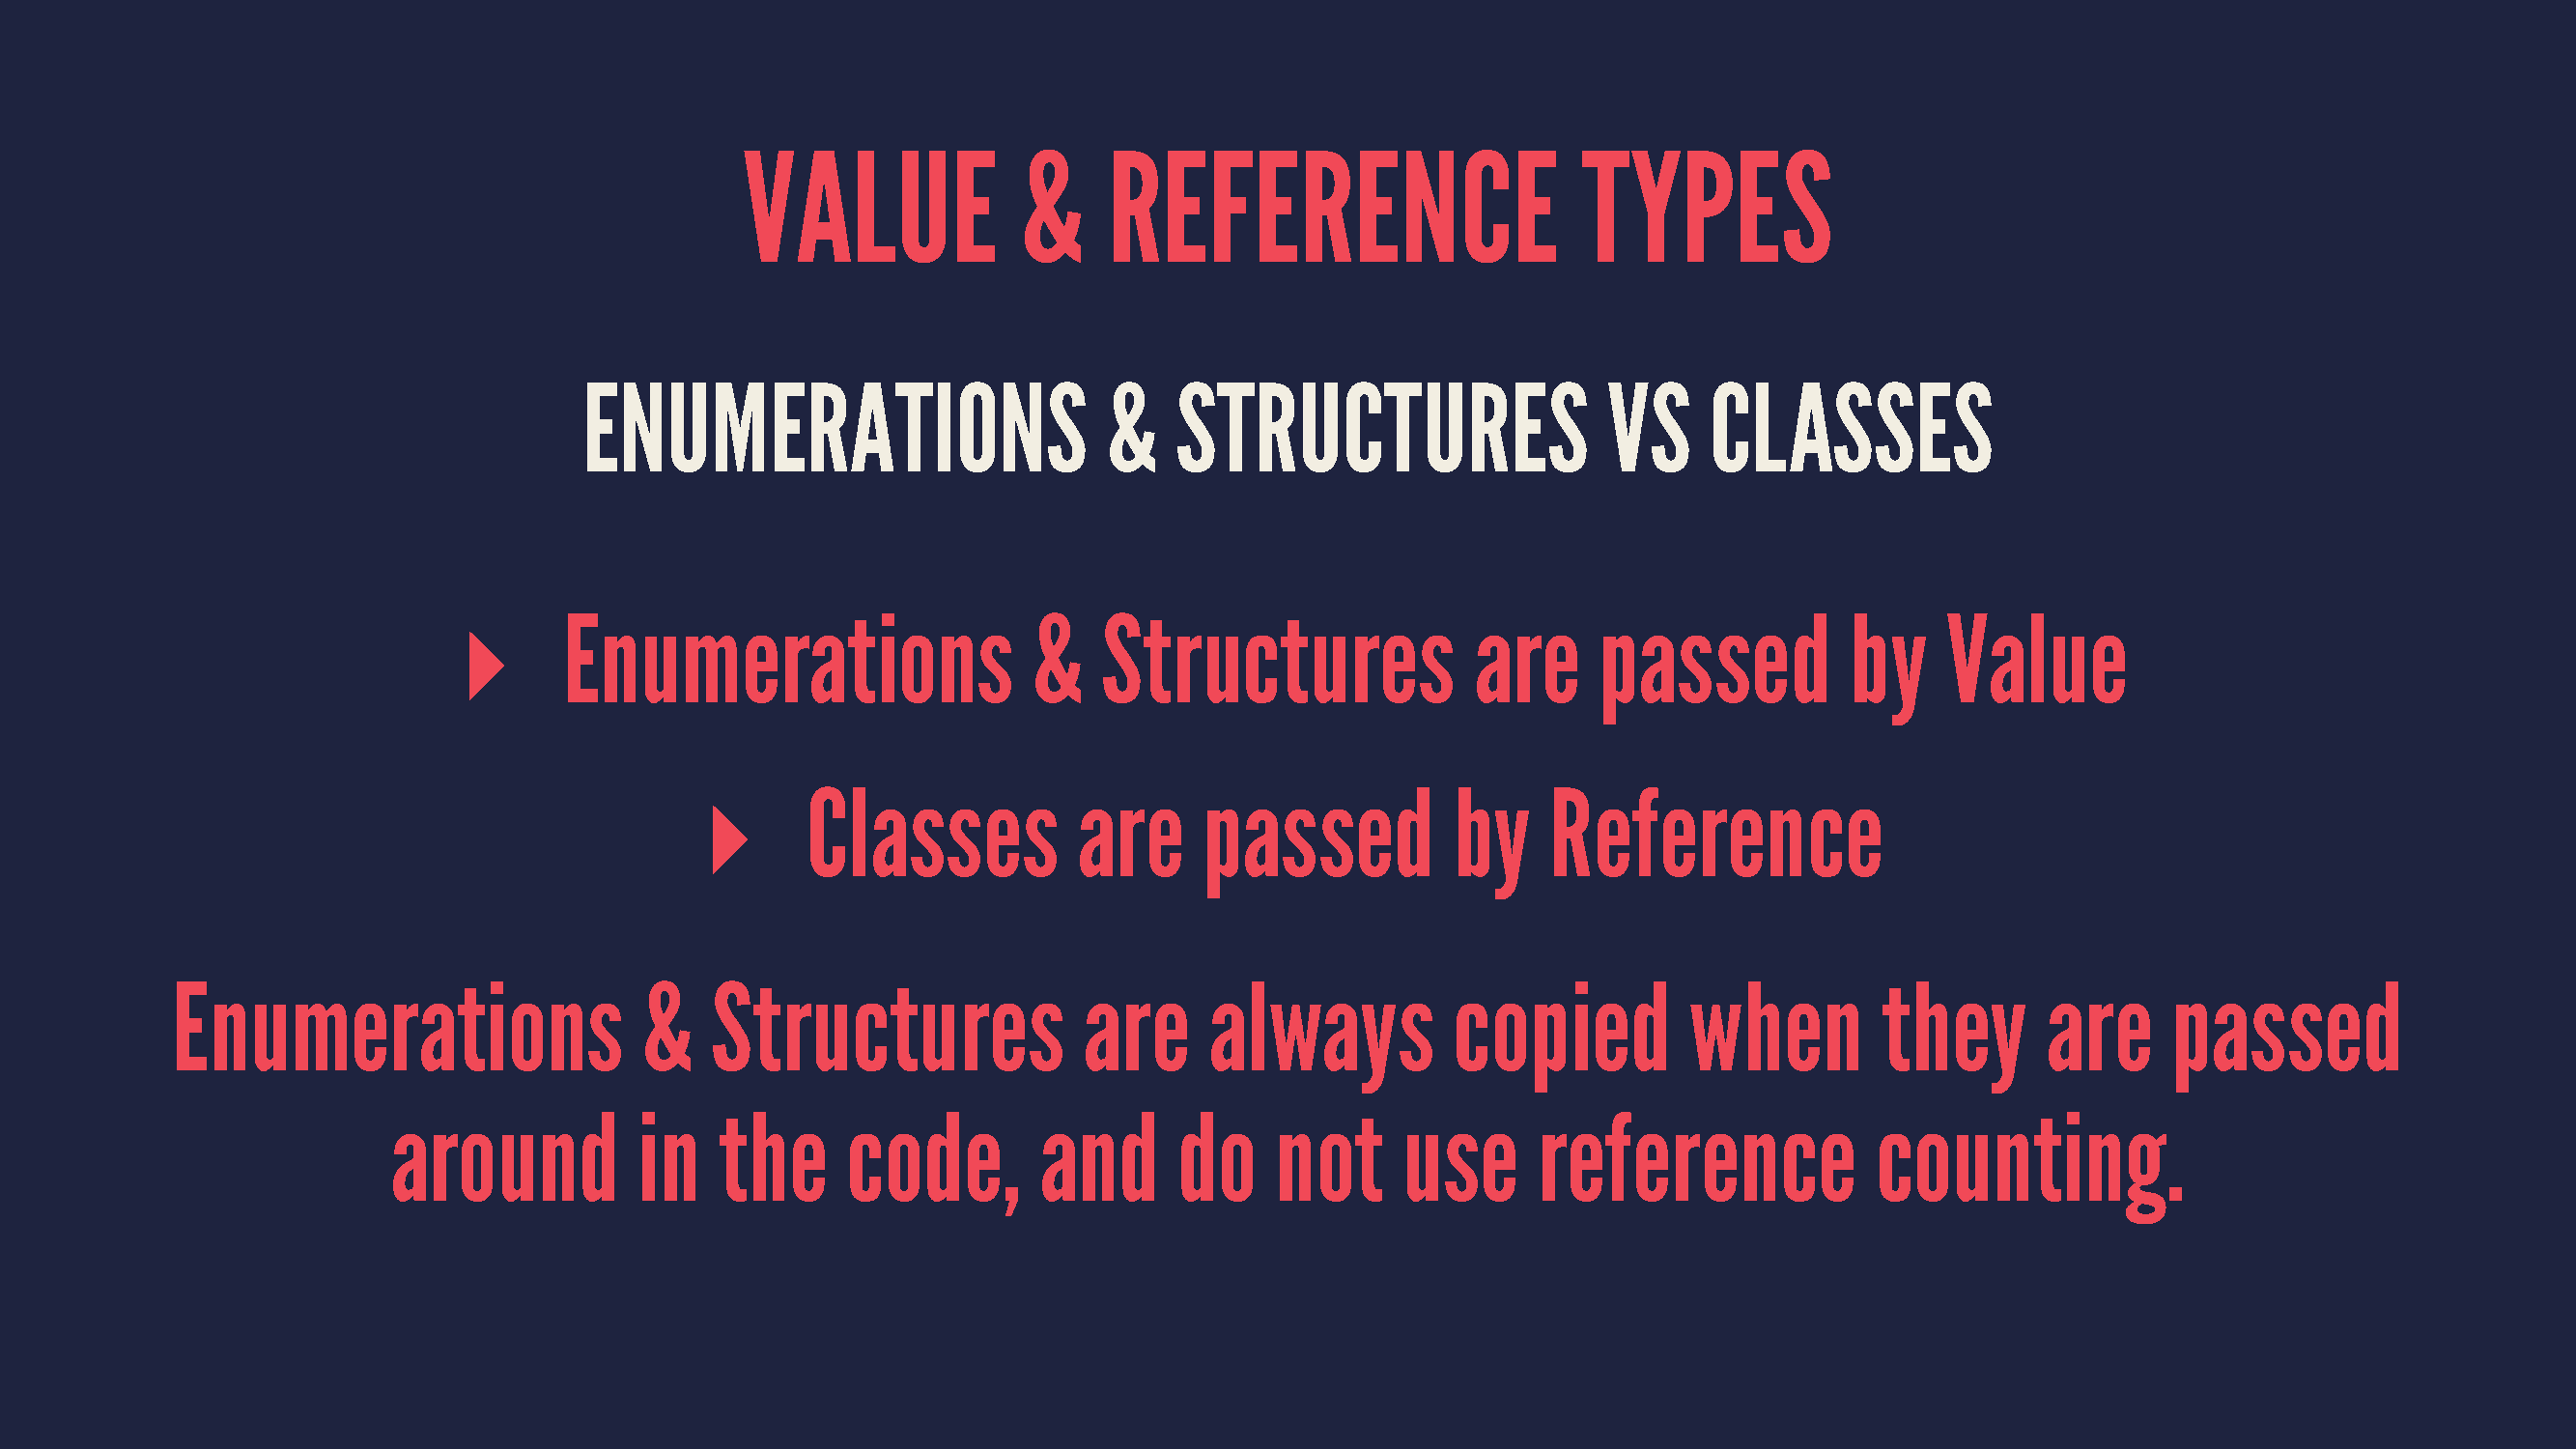 VALUE & REFERENCE TYPES
ENUMERATIONS & STRUCTURES VS CLASSES
▸ Enumerations & Structures are passed by Value
▸ Classes are passed by Reference
Enumerations & Structures are always copied when they are passed
around in the code, and do not use reference counting.